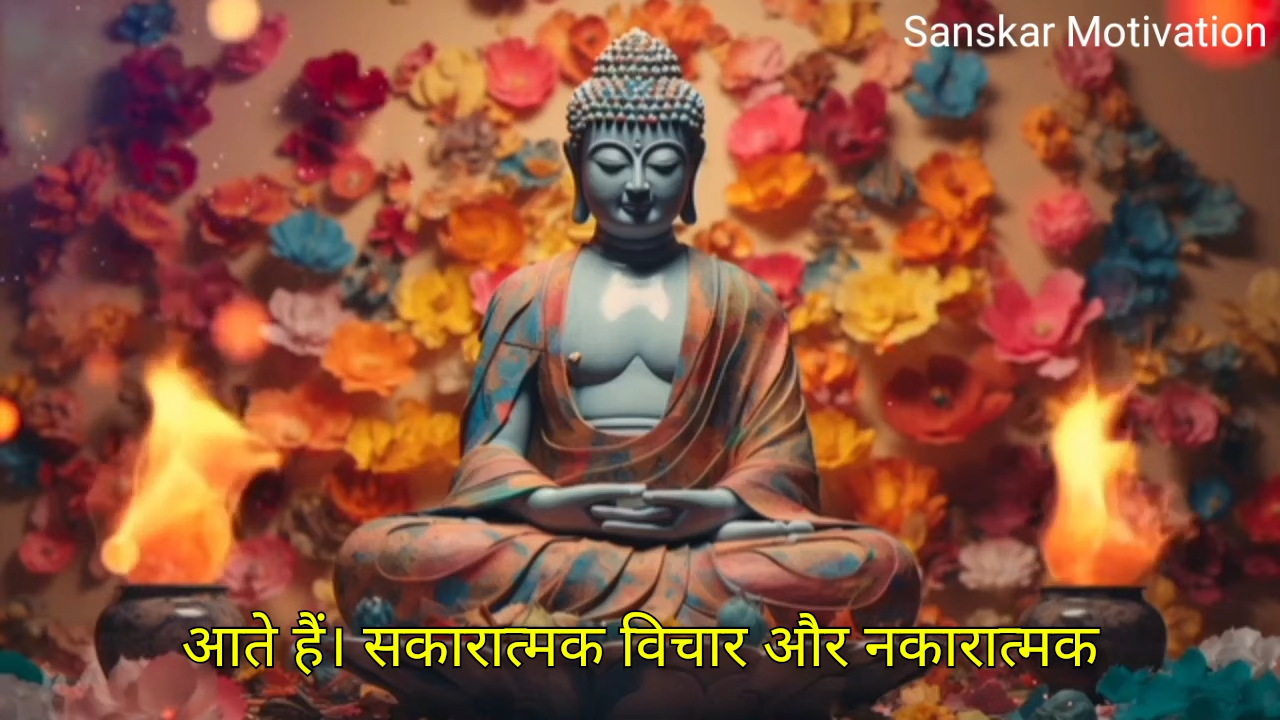 Sanskar Motivation
आते हैं। सकारात्मक विचार और नकारात्मक